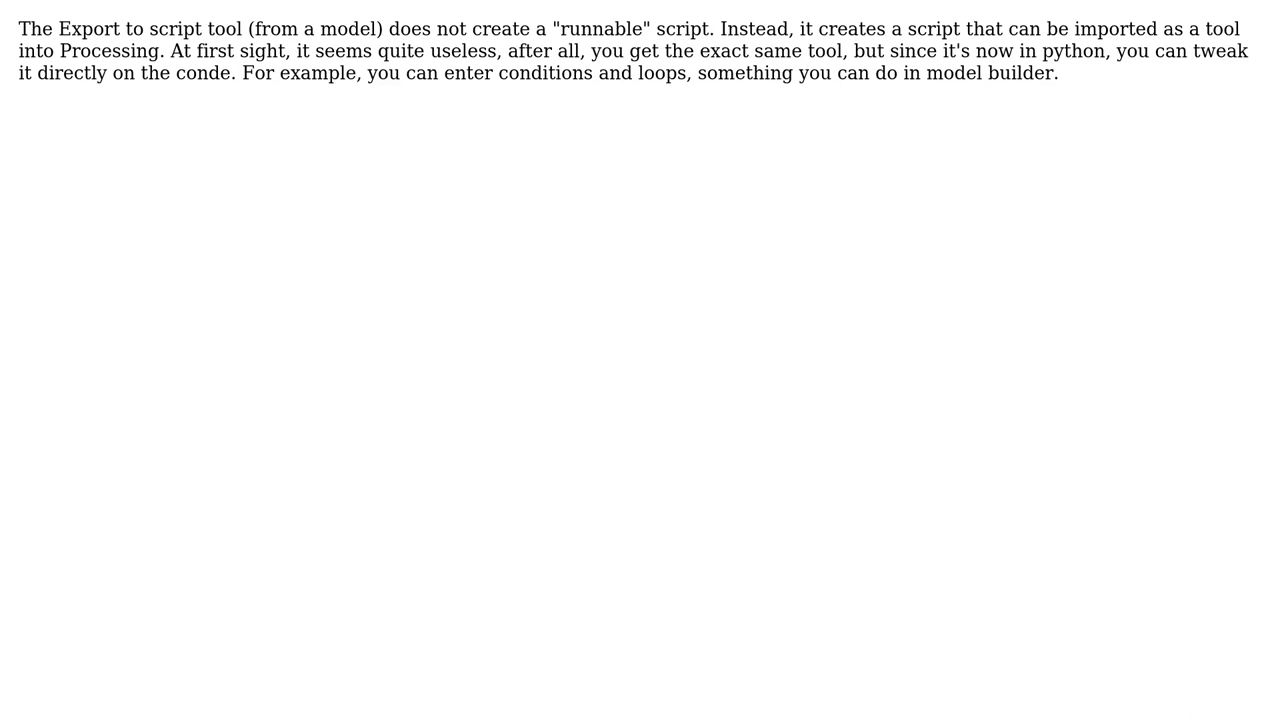 The Export to script tool (from a model) does not create a "runnable" script. Instead, it creates a script that can be imported as a tool
into Processing. At first sight, it seems quite useless, after all, you get the exact same tool, but since it's now in python, you can tweak
it directly on the conde. For example, you can enter conditions and loops, something you can do in model builder.